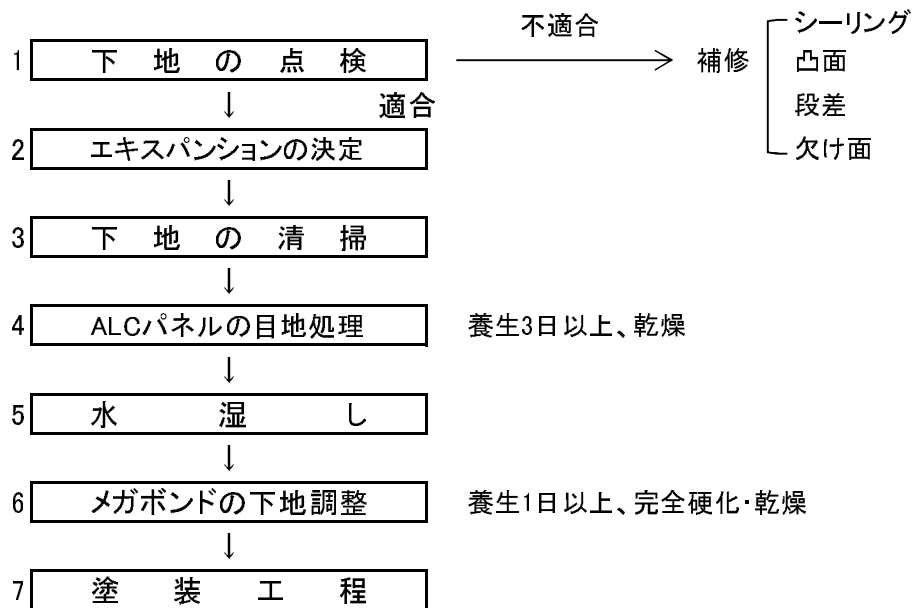 不適合
シーリング
1 下地の点検 補修 凸面
↓ 適合 段差
2 エキスパンションの決定 欠け面
↓
3 下地の清掃
↓
4 ALCパネルの目地処理 養生3日以上、乾燥
↓
5 水湿し
↓
6 メガボンドの下地調整 養生1日以上、完全硬化・乾燥
↓
7 塗装工程